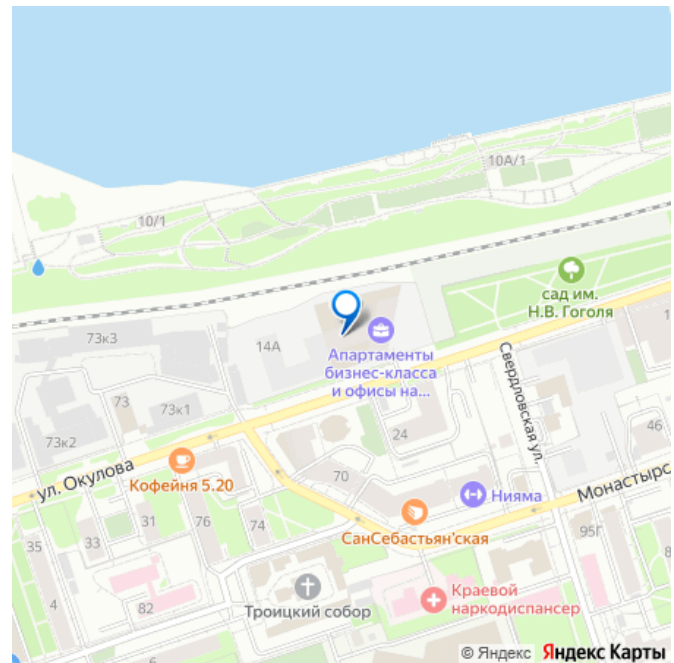 10А/1
10/1
сад им.
Н.В. Гоголя
73к3
14А
Апартаменты
бизнес-класса
и офисы на...
Свердловская ул.
73
73к1
73к2
24
46
ул. Окулова
Кофейня 5.20
70
Нияма
Монастырс
СанСебастьян'ская
31
76
74
35
33
95Г
4
82
Троицкий собор
Краевой
наркодиспансер
6
© Яндекс Яндекс Карты